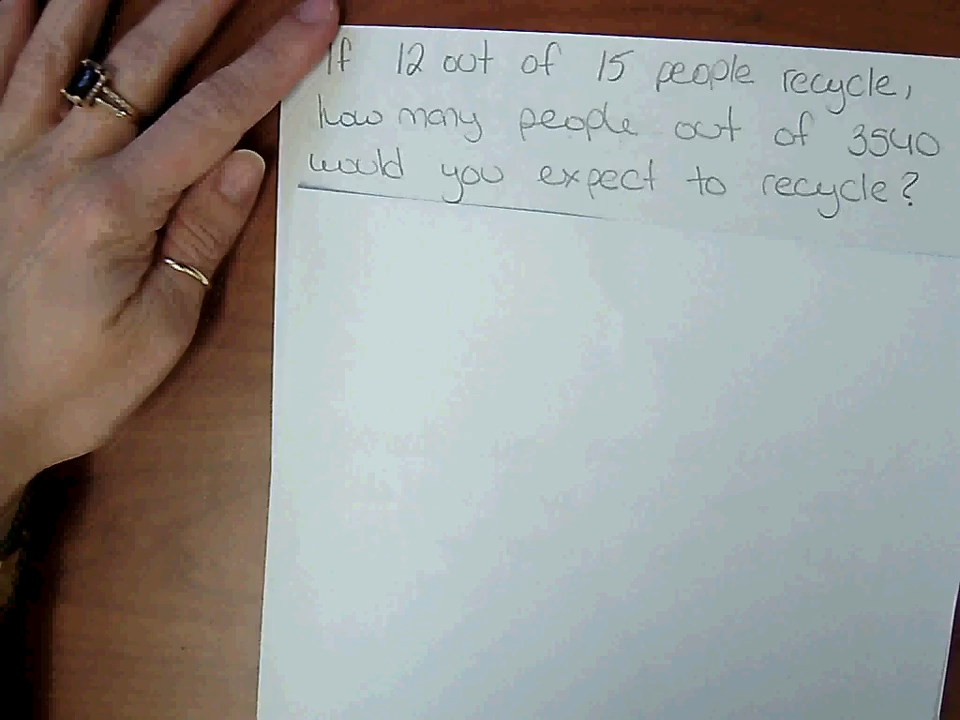 If 12 out of 15 people recycle,
how many people out of 3540
would you expect to recycle?